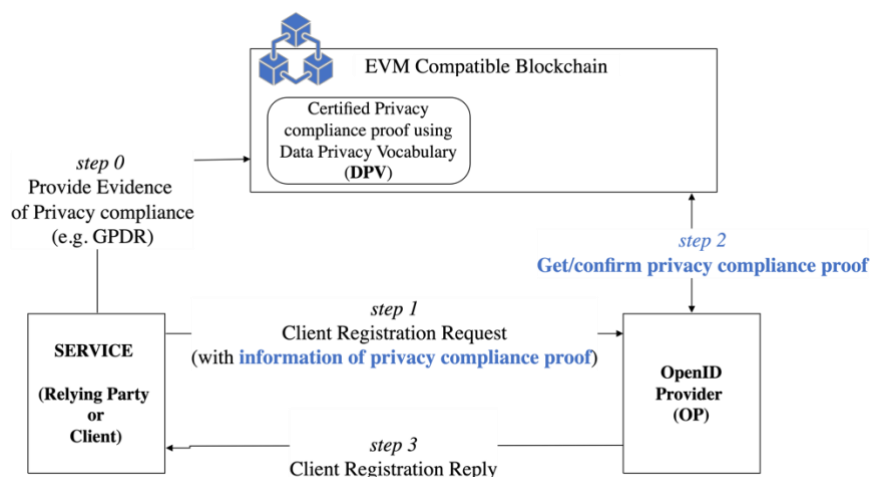 EVM Compatible Blockchain
Certified Privacy
compliance proof using
Data Privacy Vocabulary
(DPV)
step 0
Provide Evidence
of Privacy compliance
(e.g. GPDR)
step 2
Get/confirm privacy compliance proof
step 1
Client Registration Request
(with information of privacy compliance proof)
SERVICE
(Relying Party
or
Client)
OpenID
Provider
(OP)
step 3
Client Registration Reply